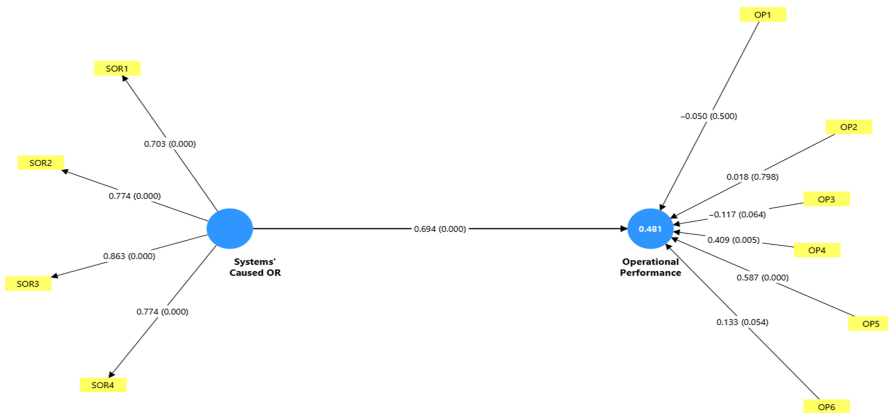 OP1
SOR1
−0.050 (0.500)
OP2
0.703 (0.000)
SOR2
0.018 (0.798)
0.774 (0.000)
OP3
−0.117 (0.064)
0.694 (0.000)
0.481
0.409 (0.005)
OP4
0.863 (0.000)
Systems'
Caused OR
Operational
Performance
0.587 (0.000)
SOR3
0.774 (0.000)
0.133 (0.054)
OP5
SOR4
OP6